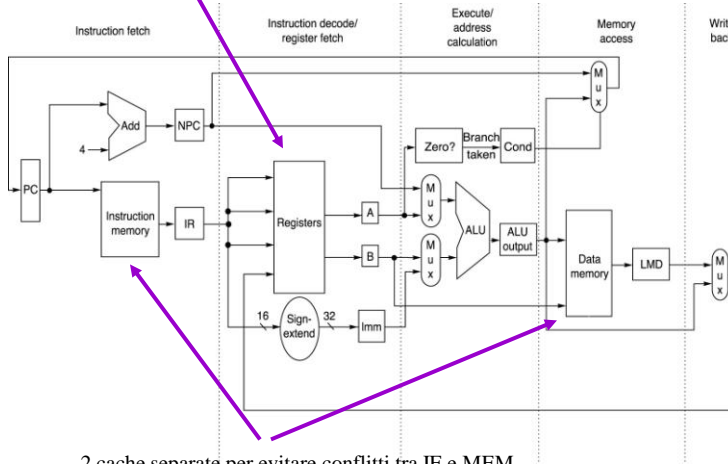 Instruction fetch
Instruction decode/
register fetch
Execute/
address
calculation
Memory
access
Writ
bac
M
u
x
Add
NPC
4
Zero?
Branch
taken
Cond
PC
Instruction
memory
IR
Registers
A
B
M
u
x
M
u
x
ALU
ALU
output
Data
memory
LMD
M
u
x
16
Sign-
extend
32
Imm
2 cache separate per evitare conflitti tra IF e MEM